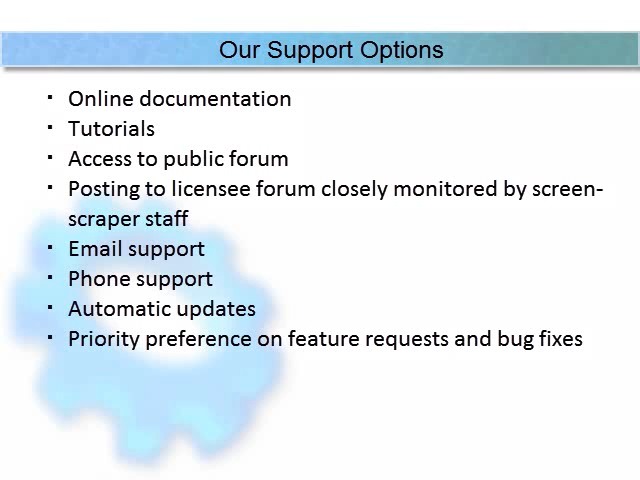 Our Support Options
▪ Online documentation
▪ Tutorials
▪ Access to public forum
▪ Posting to licensee forum closely monitored by screen-
scraper staff
▪ Email support
▪ Phone support
▪ Automatic updates
▪ Priority preference on feature requests and bug fixes